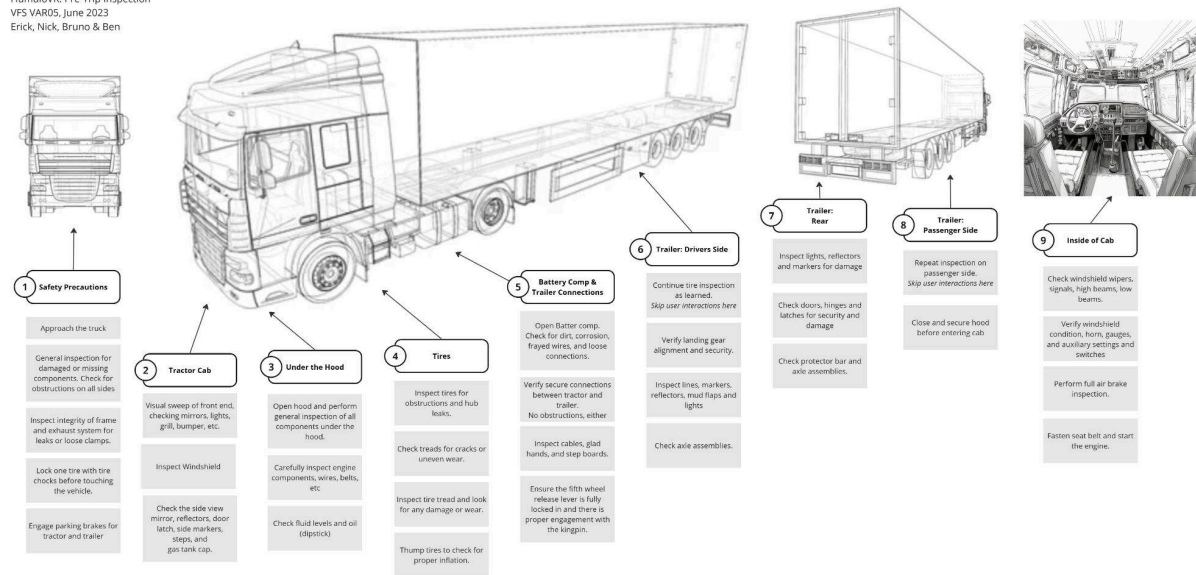 VFS VAR05, June 2023
Erick, Nick, Bruno & Ben
1
Safety Precautions
Approach the truck
General inspection for
damaged or missing
components. Check for
obstructions on all sides
Inspect integrity of frame
and exhaust system for
leaks or loose clamps.
Lock one tire with tire
chocks before touching
the vehicle.
Engage parking brakes for
tractor and trailer
2
Tractor Cab
Visual sweep of front end,
checking mirrors, lights,
grill, bumper, etc.
Inspect Windshield
Check the side view
mirror, reflectors, door
latch, side markers,
steps, and
gas tank cap.
3
Under the Hood
Open hood and perform
general inspection of all
components under the
hood.
Carefully inspect engine
components, wires, belts,
etc
Check fluid levels and oil
(dipstick)
4
Tires
Inspect tires for
obstructions and hub
leaks.
Check treads for cracks or
uneven wear.
Inspect tire tread and look
for any damage or wear.
Thump tires to check for
proper inflation.
5
Battery Comp &
Trailer Connections
Open Batter comp.
Check for dirt, corrosion,
frayed wires, and loose
connections.
Verify secure connections
between tractor and
trailer.
No obstructions, either
Inspect cables, glad
hands, and step boards.
Ensure the fifth wheel
release lever is fully
locked in and there is
proper engagement with
the kingpin.
6
Trailer: Drivers Side
Continue tire inspection
as learned.
Skip user interactions here
Verify landing gear
alignment and security.
Inspect lines, markers,
reflectors, mud flaps and
lights
Check axle assemblies.
7
Trailer:
Rear
Inspect lights, reflectors
and markers for damage
Check doors, hinges and
latches for security and
damage
Check protector bar and
axle assemblies.
8
Trailer:
Passenger Side
Repeat inspection on
passenger side.
Skip user interactions here
Close and secure hood
before entering cab
9
Inside of Cab
Check windshield wipers,
signals, high beams, low
beams.
Verify windshield
condition, horn, gauges,
and auxiliary settings and
switches
Perform full air brake
inspection.
Fasten seat belt and start
the engine.